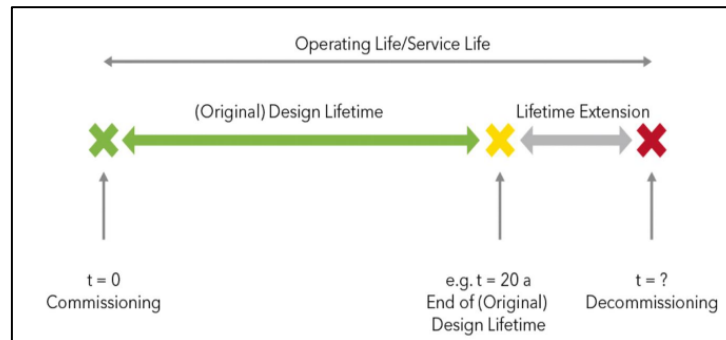 Operating Life/Service Life
(Original) Design Lifetime
Lifetime Extension
t = 0
Commissioning
e.g. t = 20 a
End of (Original)
Design Lifetime
t = ?
Decommissioning